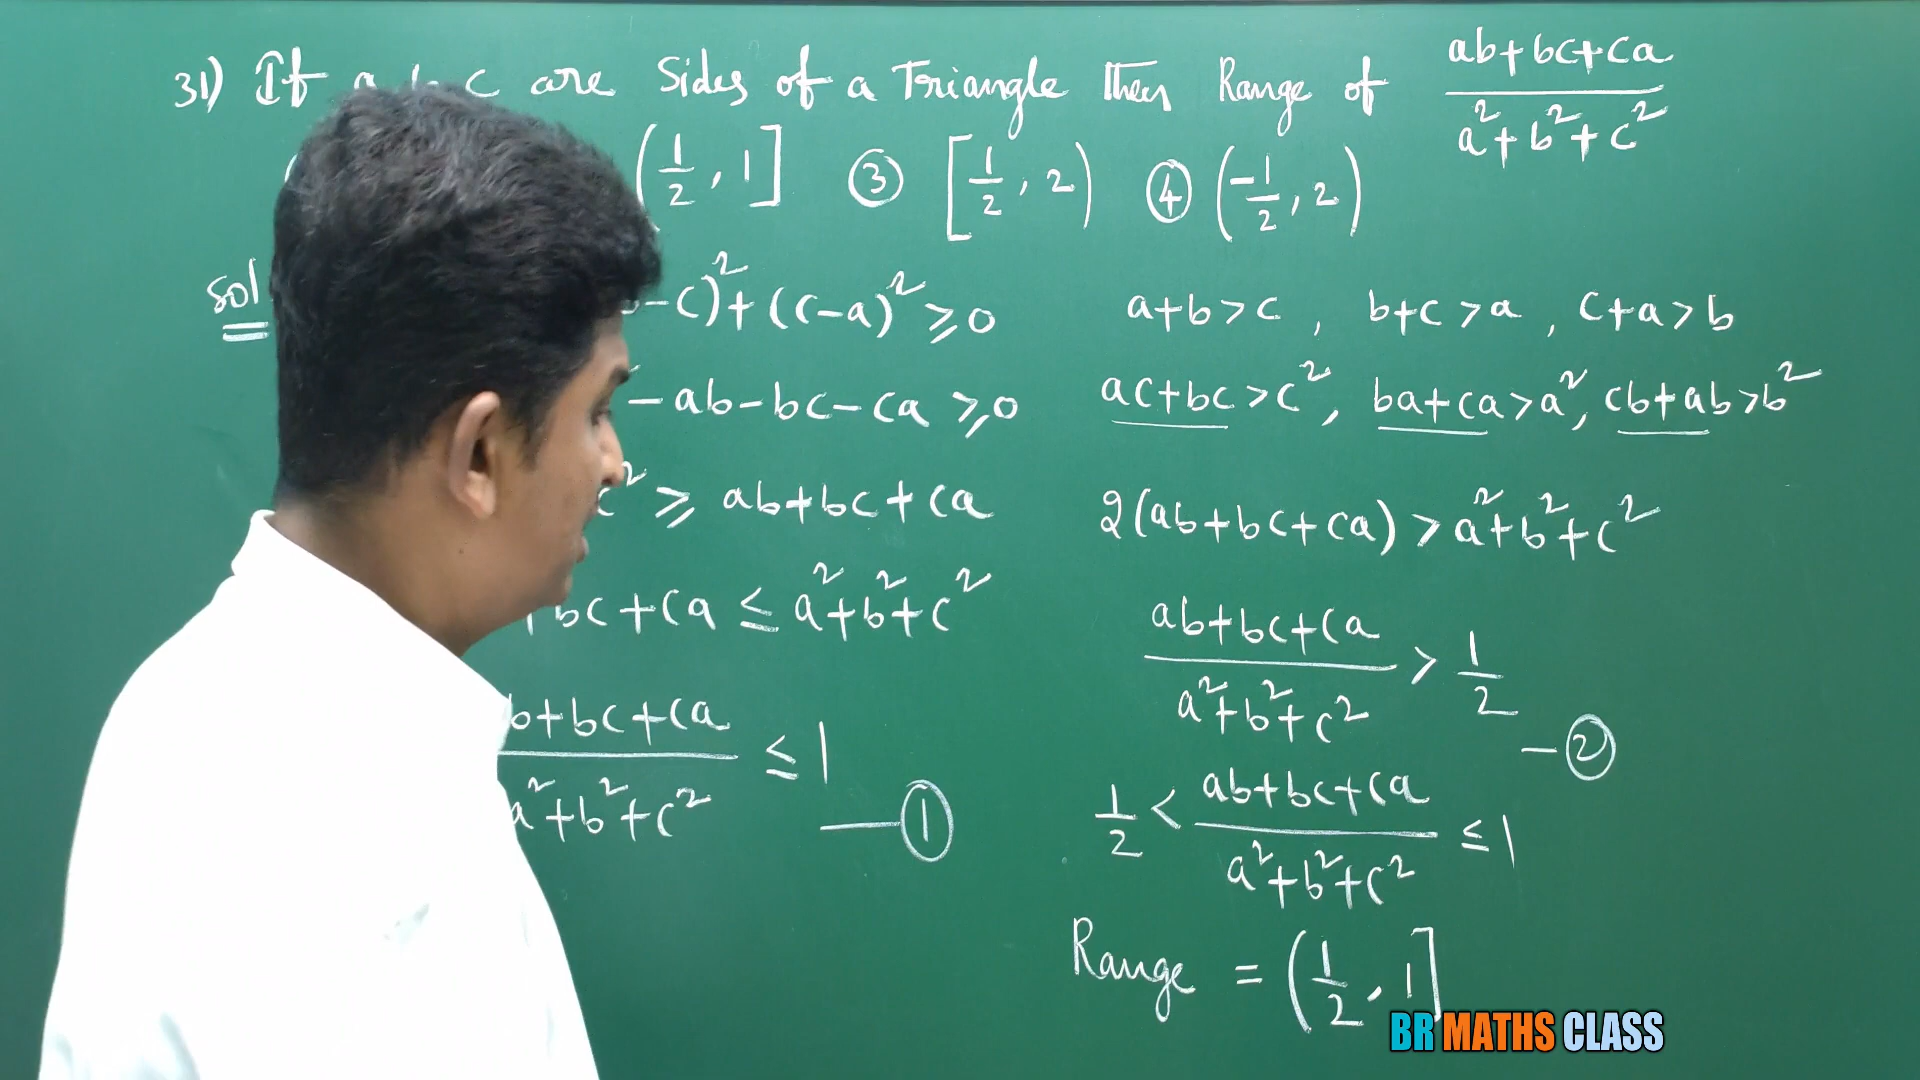 31) If a b c are Sides of a Triangle then Range of (ab+bc+ca)/(a²+b²+c²)
(1/2, 1] ③ [1/2, 2) ④ (-1/2, 2)
Sol
-c)²+(c-a)² ≥ 0
-ab-bc-ca ≥ 0
c² ≥ ab+bc+ca
bc+ca ≤ a²+b²+c²
b+bc+ca / a²+b²+c² ≤ 1 —①
a+b>c, b+c>a, c+a>b
ac+bc>c², ba+ca>a², cb+ab>b²
2(ab+bc+ca) > a²+b²+c²
(ab+bc+ca)/(a²+b²+c²) > 1/2 —②
1/2 < (ab+bc+ca)/(a²+b²+c²) ≤ 1
Range = (1/2, 1]
BR MATHS CLASS